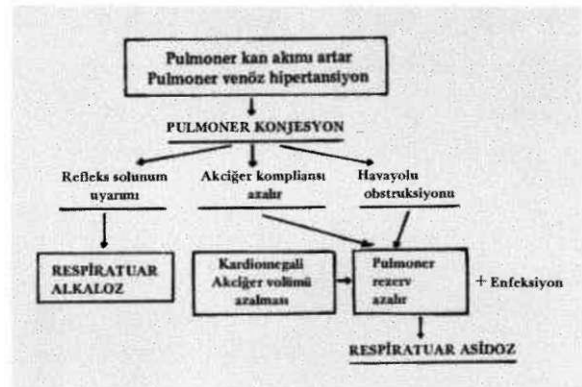 Pulmoner kan akımı artar
Pulmoner venöz hipertansiyon
PULMONER KONJESYON
Refleks solunum
uyarımı
Akciğer kompliansı
azalır
Havayolu
obstruksiyonu
RESPİRATUAR
ALKALOZ
Kardiomegali
Akciğer volümü
azalması
Pulmoner
rezerv
azalır
+ Enfeksiyon
RESPİRATUAR ASİDOZ